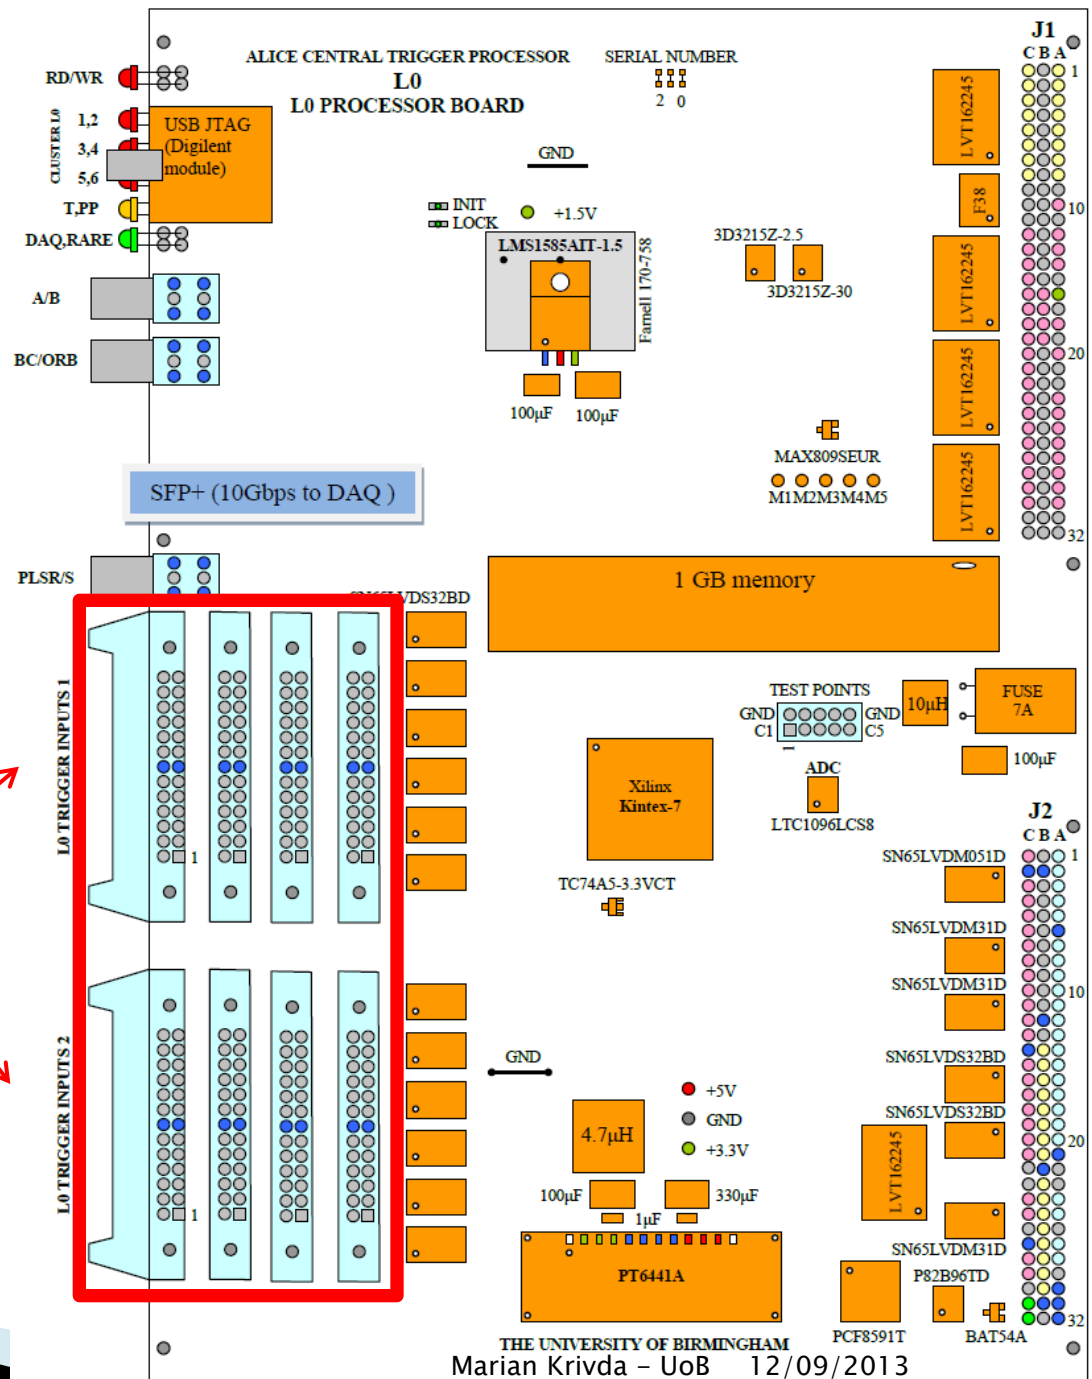 ALICE CENTRAL TRIGGER PROCESSOR
L0
L0 PROCESSOR BOARD
SERIAL NUMBER
2 0
J1
C B A
1
10
20
32
RD/WR
CLUSTER L0
1,2
3,4
5,6
T,PP
DAQ,RARE
USB JTAG
(Digilent
module)
A/B
BC/ORB
GND
INIT
LOCK
+1.5V
LMS1585AIT-1.5
Farnell 170-758
100µF
100µF
3D3215Z-2.5
3D3215Z-30
LVT162245
F38
LVT162245
LVT162245
LVT162245
MAX809SEUR
M1M2M3M4M5
SFP+ (10Gbps to DAQ )
PLSR/S
1 GB memory
SN65LVDS32BD
L0 TRIGGER INPUTS 1
1
TEST POINTS
GND
GND
C1
C5
1
10µH
FUSE
7A
100µF
Xilinx
Kintex-7
ADC
LTC1096LCS8
TC74A5-3.3VCT
J2
C B A
1
10
20
32
SN65LVDM051D
SN65LVDM31D
SN65LVDM31D
SN65LVDS32BD
SN65LVDS32BD
LVT162245
SN65LVDM31D
L0 TRIGGER INPUTS 2
1
GND
+5V
GND
+3.3V
4.7µH
100µF
330µF
1µF
PT6441A
PCF8591T
P82B96TD
BAT54A
THE UNIVERSITY OF BIRMINGHAM
Marian Krivda – UoB 12/09/2013